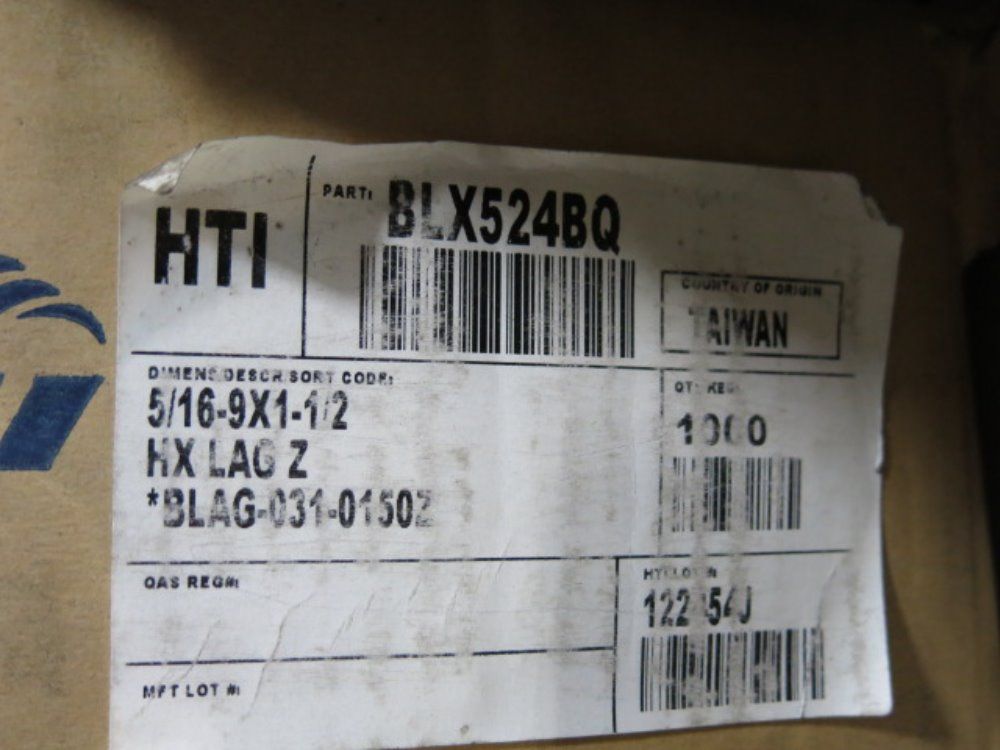 HTI
PART:
BLX524BQ
COUNTRY OF ORIGIN
TAIWAN
DIMENS DESCR SORT CODE:
5/16-9X1-1/2
HX LAG Z
*BLAG-031-0150Z
QTY
1000
QAS REG#:
HTI LOT #:
MFT LOT #: